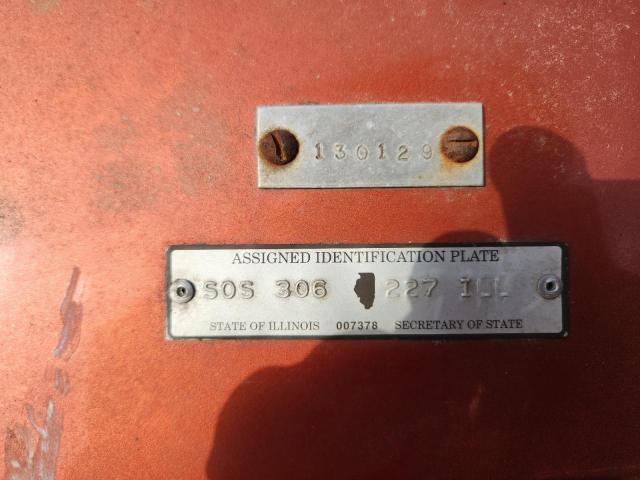 130129
ASSIGNED IDENTIFICATION PLATE
SOS 306 227 ILL
STATE OF ILLINOIS 007378 SECRETARY OF STATE